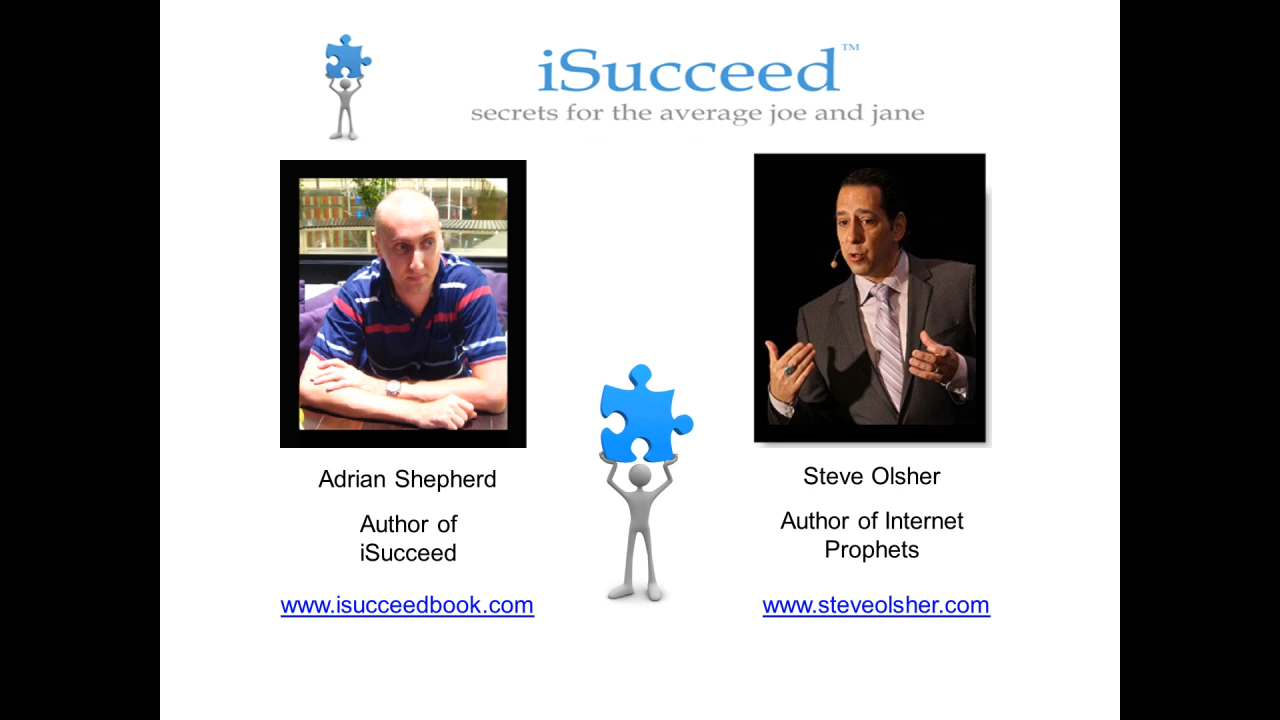 iSucceed™
secrets for the average joe and jane
Adrian Shepherd
Author of
iSucceed
www.isucceedbook.com
Steve Olsher
Author of Internet
Prophets
www.steveolsher.com